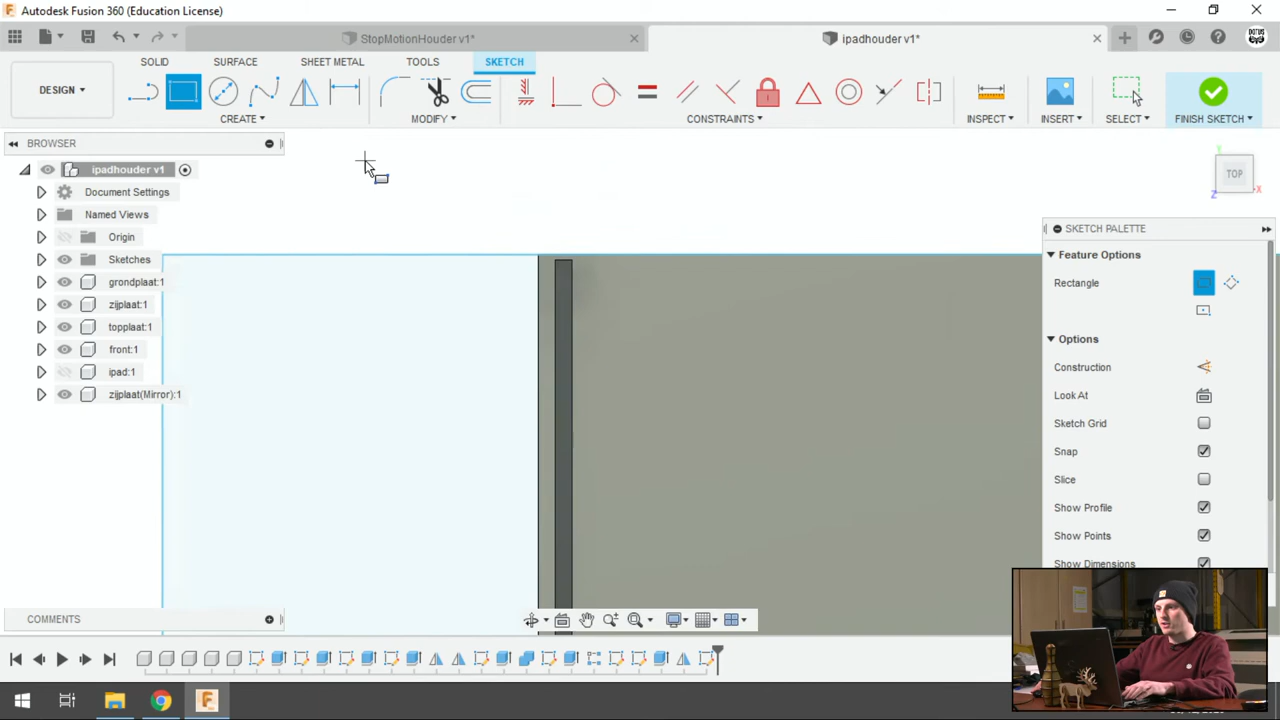 Autodesk Fusion 360 (Education License)
StopMotionHouder v1*
ipadhouder v1*
DESIGN
SOLID
SURFACE
SHEET METAL
TOOLS
SKETCH
CREATE
MODIFY
CONSTRAINTS
INSPECT
INSERT
SELECT
FINISH SKETCH
BROWSER
ipadhouder v1
Document Settings
Named Views
Origin
Sketches
grondplaat:1
zijplaat:1
topplaat:1
front:1
ipad:1
zijplaat(Mirror):1
Y
TOP
X
Z
SKETCH PALETTE
Feature Options
Rectangle
Options
Construction
Look At
Sketch Grid
Snap
Slice
Show Profile
Show Points
Show Dimensions
COMMENTS